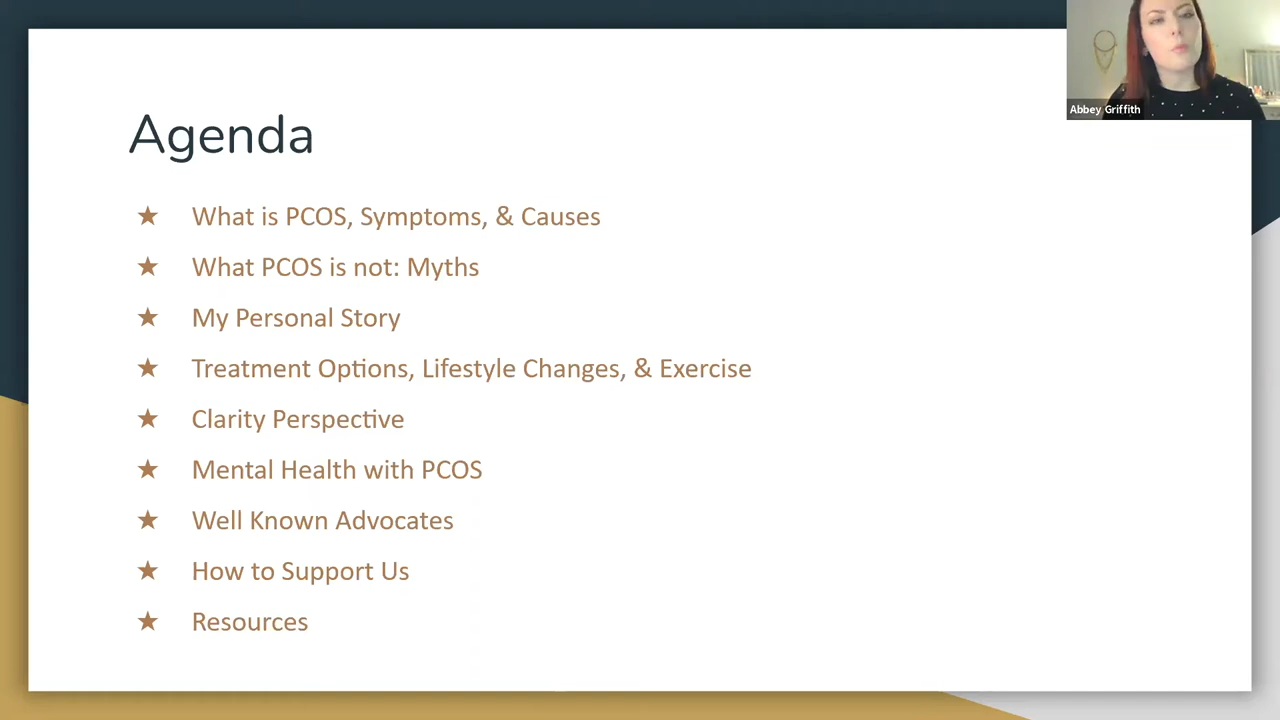 Abbey Griffith
Agenda
★ What is PCOS, Symptoms, & Causes
★ What PCOS is not: Myths
★ My Personal Story
★ Treatment Options, Lifestyle Changes, & Exercise
★ Clarity Perspective
★ Mental Health with PCOS
★ Well Known Advocates
★ How to Support Us
★ Resources